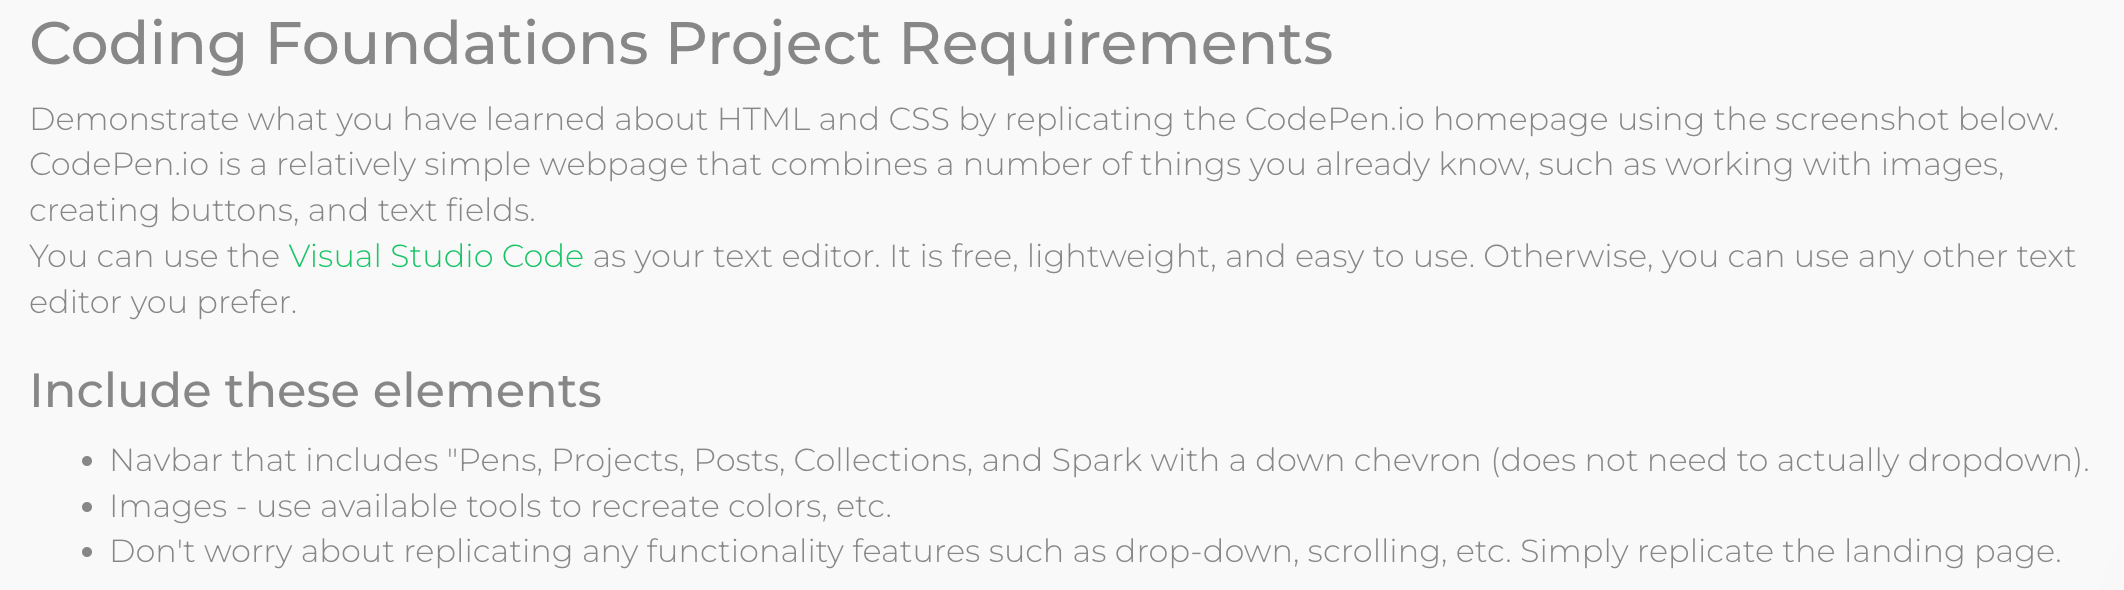 Coding Foundations Project Requirements
Demonstrate what you have learned about HTML and CSS by replicating the CodePen.io homepage using the screenshot below.
CodePen.io is a relatively simple webpage that combines a number of things you already know, such as working with images,
creating buttons, and text fields.
You can use the Visual Studio Code as your text editor. It is free, lightweight, and easy to use. Otherwise, you can use any other text
editor you prefer.
Include these elements
• Navbar that includes "Pens, Projects, Posts, Collections, and Spark with a down chevron (does not need to actually dropdown).
• Images - use available tools to recreate colors, etc.
• Don't worry about replicating any functionality features such as drop-down, scrolling, etc. Simply replicate the landing page.